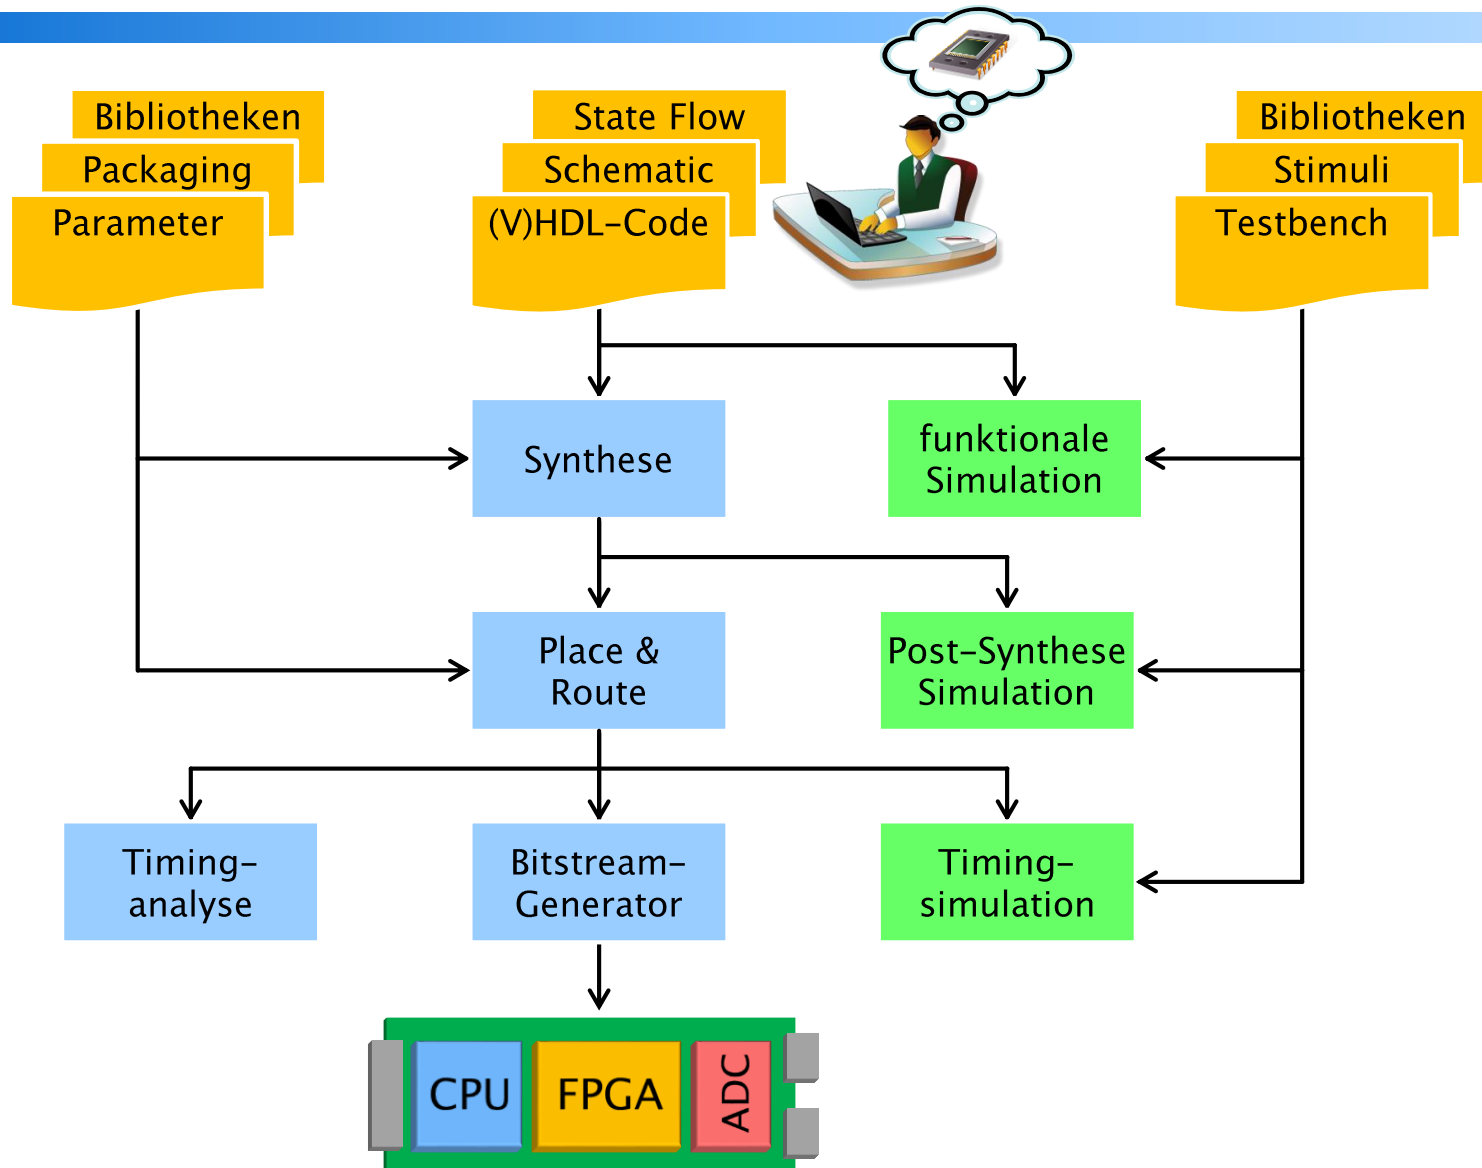 Bibliotheken
Packaging
Parameter
State Flow
Schematic
(V)HDL-Code
Bibliotheken
Stimuli
Testbench
Synthese
funktionale
Simulation
Place &
Route
Post-Synthese
Simulation
Timing-
analyse
Bitstream-
Generator
Timing-
simulation
CPU
FPGA
ADC